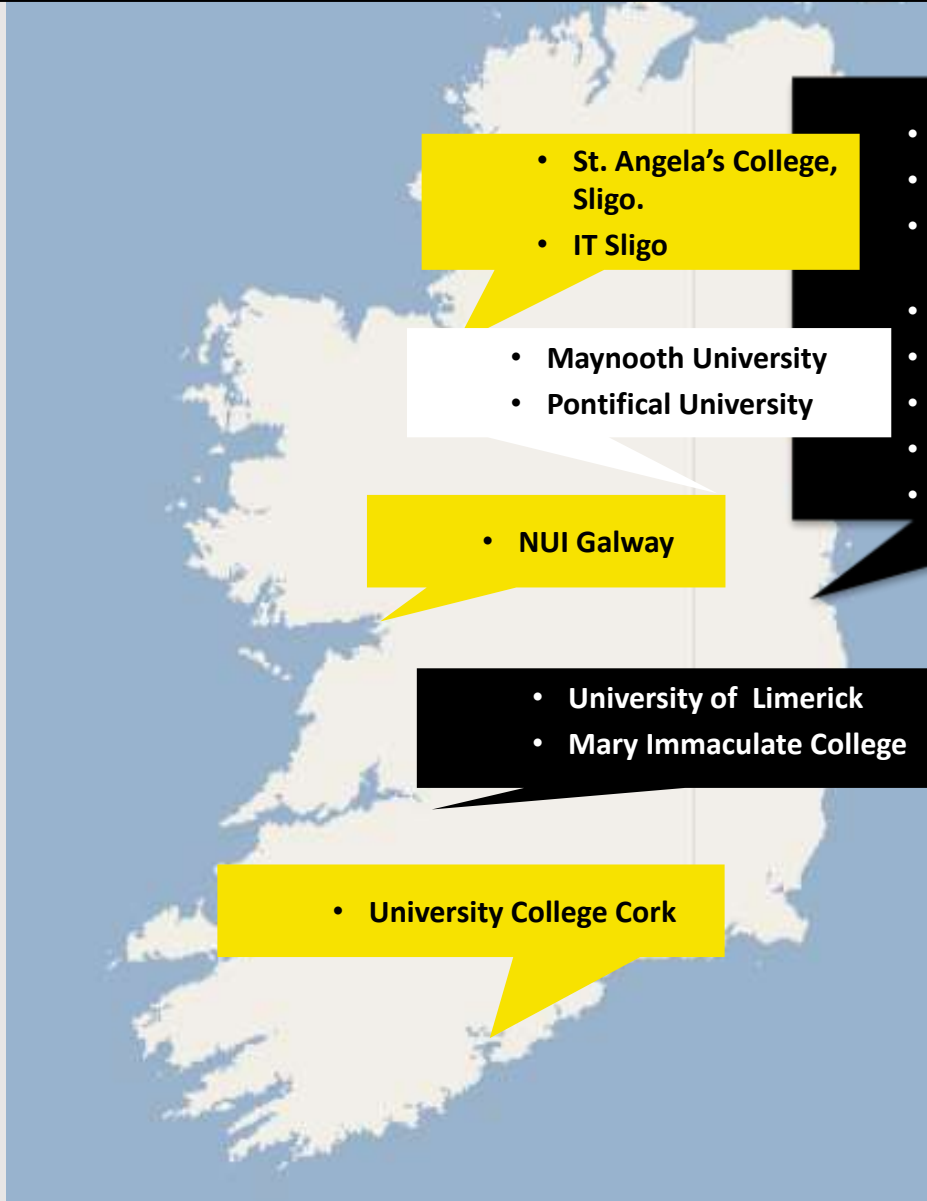 • St. Angela's College,
Sligo.
• IT Sligo
• Maynooth University
• Pontifical University
• NUI Galway
• University of  Limerick
• Mary Immaculate College
• University College Cork